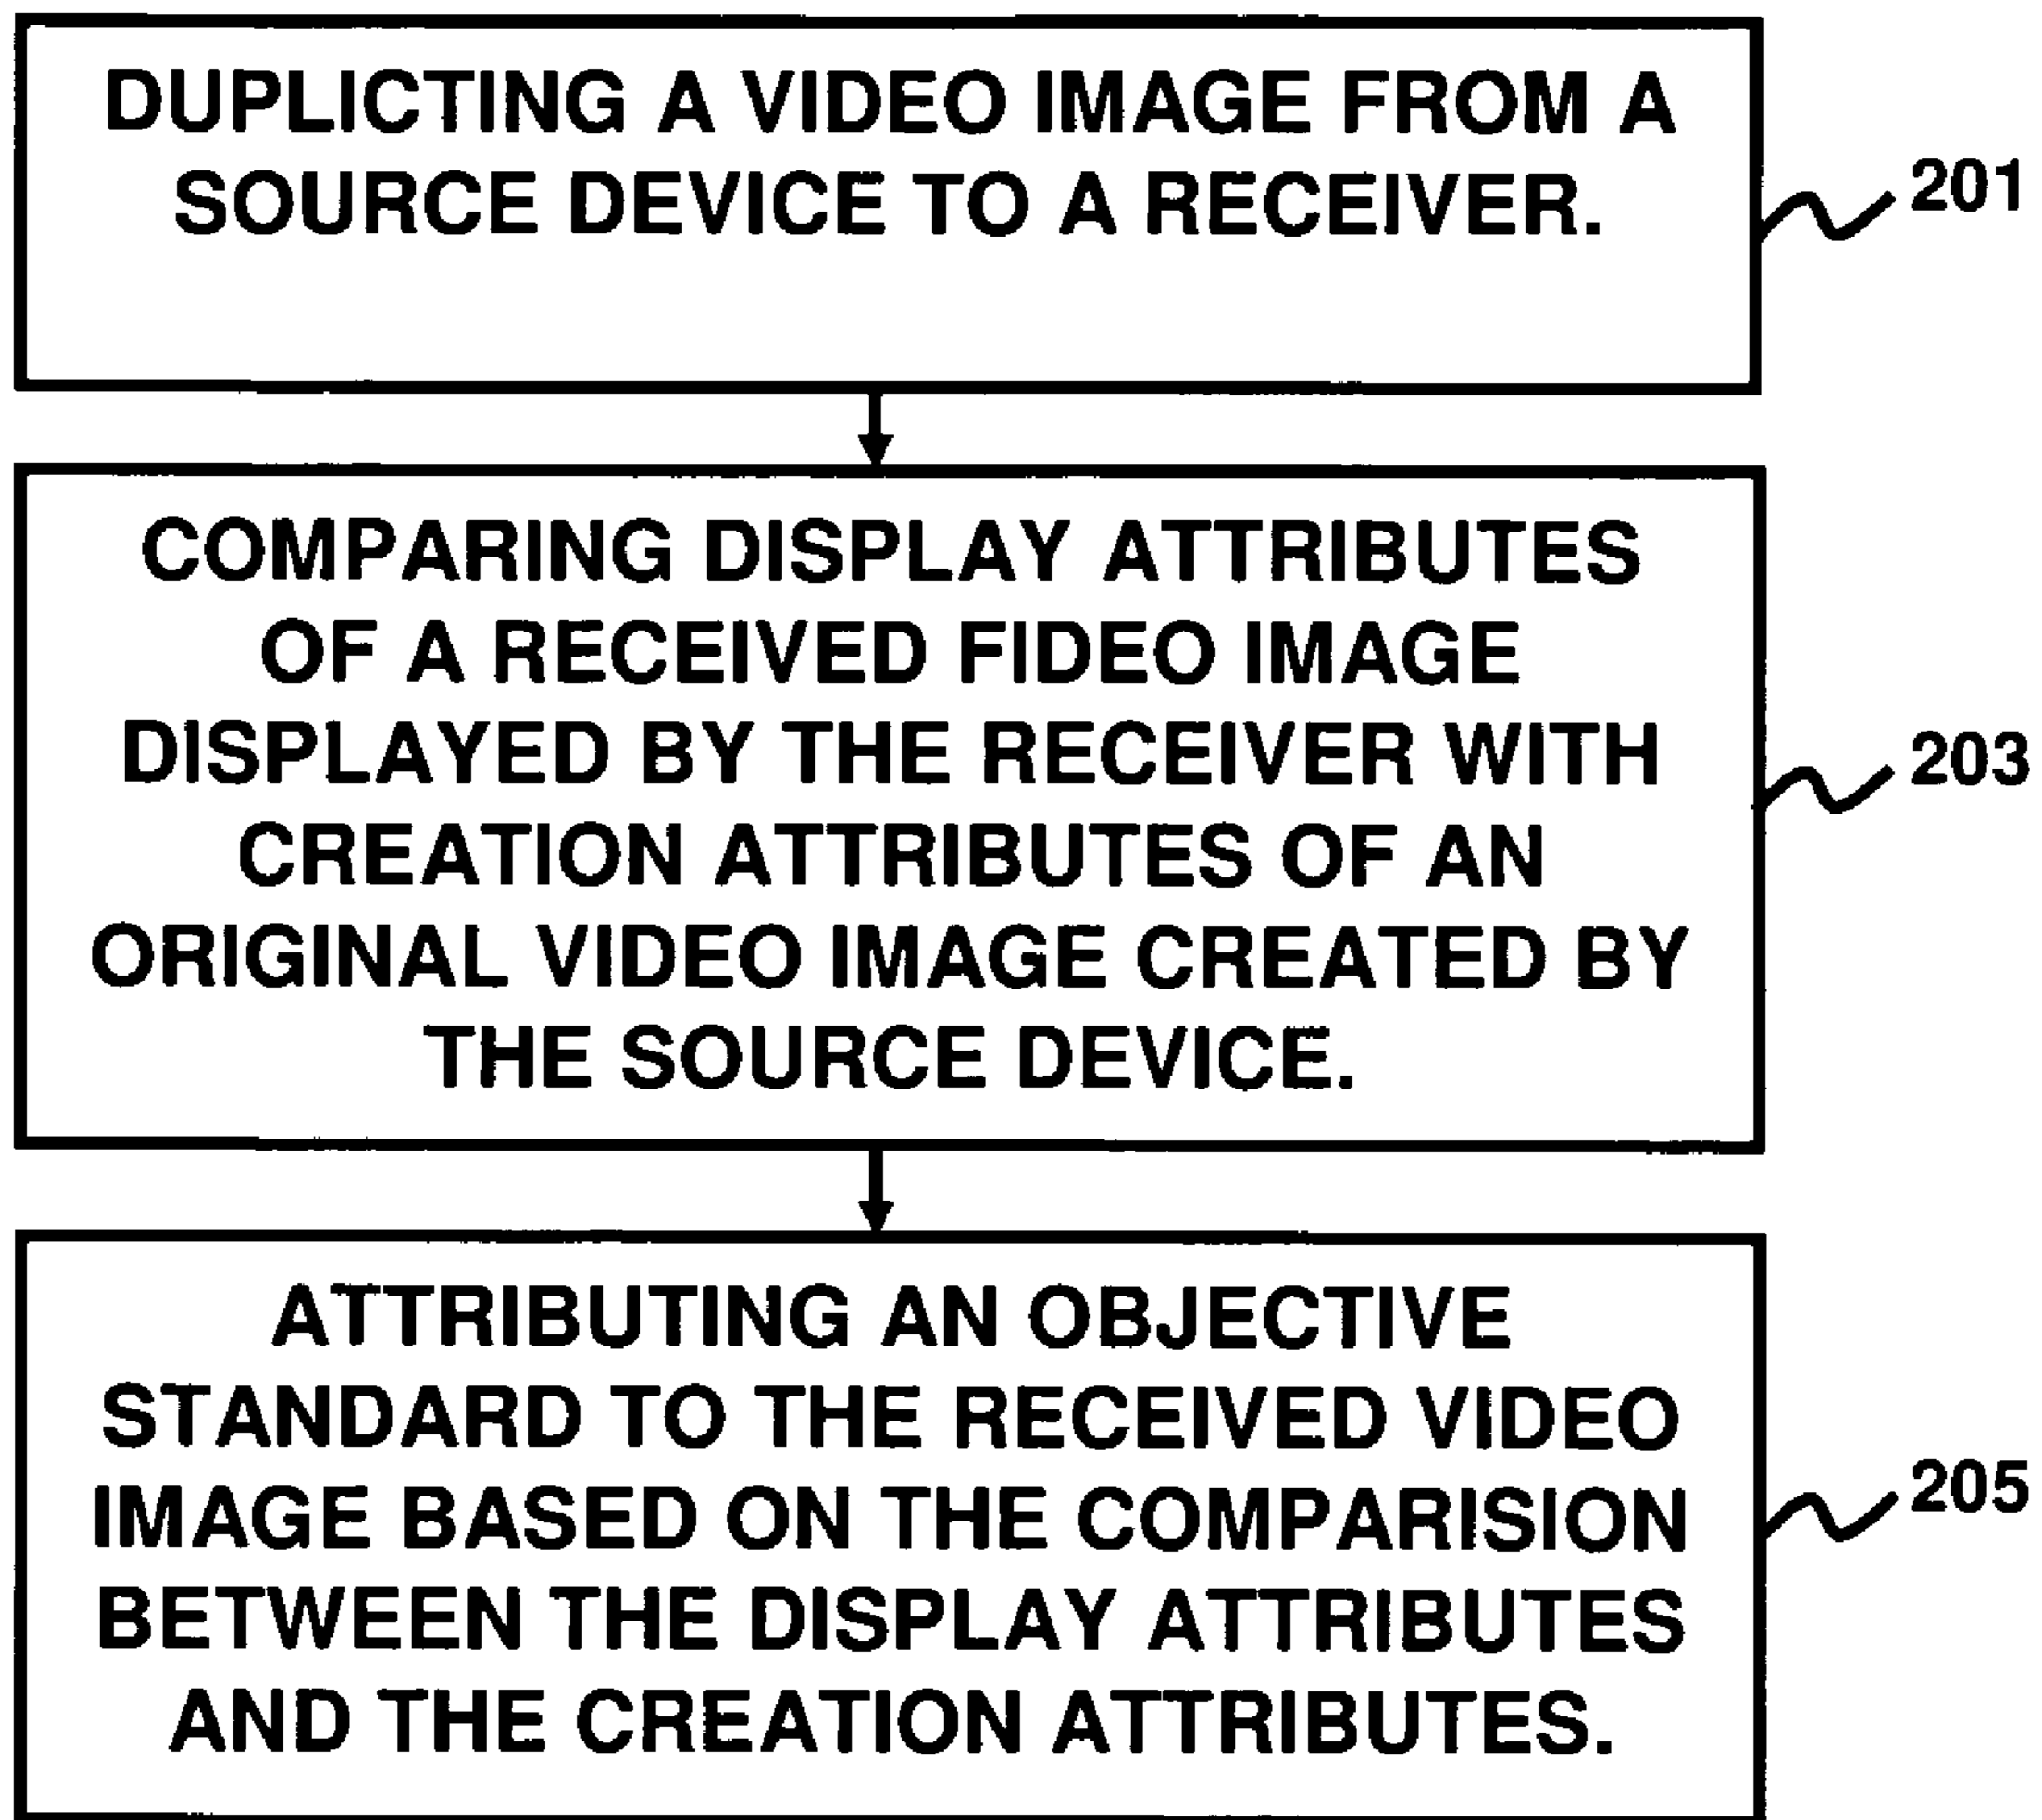 DUPLICTING A VIDEO IMAGE FROM A
SOURCE DEVICE TO A RECEIVER.
201
COMPARING DISPLAY ATTRIBUTES
OF A RECEIVED FIDEO IMAGE
DISPLAYED BY THE RECEIVER WITH
CREATION ATTRIBUTES OF AN
ORIGINAL VIDEO IMAGE CREATED BY
THE SOURCE DEVICE.
203
ATTRIBUTING AN OBJECTIVE
STANDARD TO THE RECEIVED VIDEO
IMAGE BASED ON THE COMPARISION
BETWEEN THE DISPLAY ATTRIBUTES
AND THE CREATION ATTRIBUTES.
205